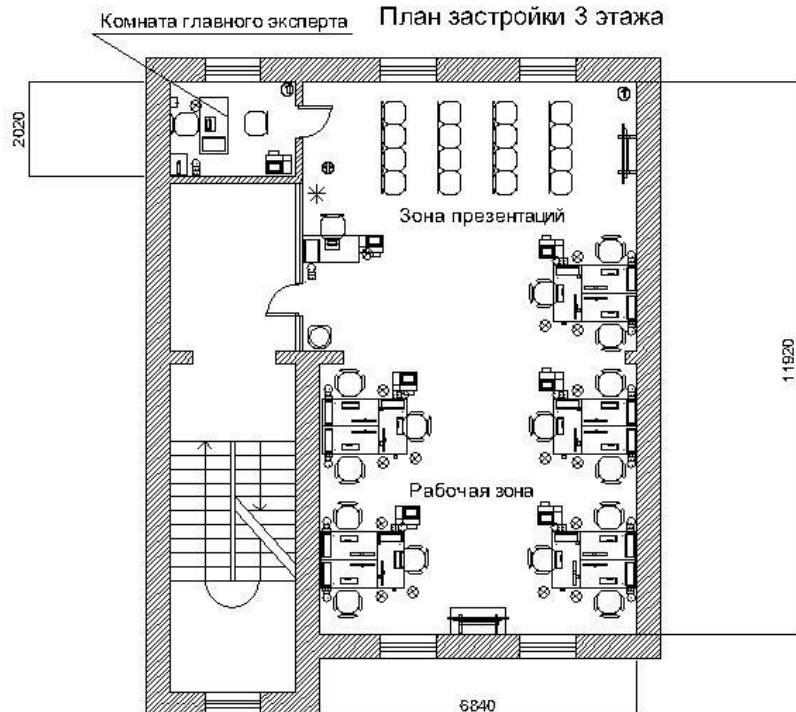 План застройки 3 этажа
Комната главного эксперта
2020
Зона презентаций
11920
Рабочая зона
6840